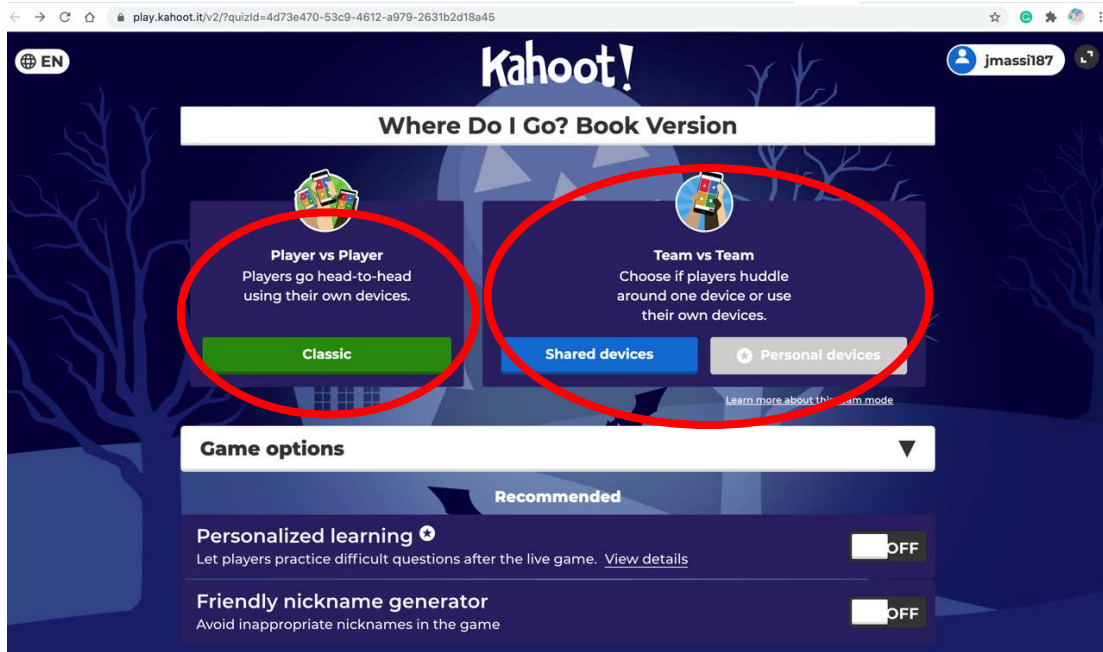 play.kahoot.it/v2/?quizId=4d73e470-53c9-4612-a979-2631b2d18a45
EN
Kahoot!
jmassi187
Where Do I Go? Book Version
Player vs Player
Players go head-to-head
using their own devices.
Classic
Team vs Team
Choose if players huddle
around one device or use
their own devices.
Shared devices
Personal devices
Learn more about this team mode
Game options
Recommended
Personalized learning
Let players practice difficult questions after the live game. View details
OFF
Friendly nickname generator
Avoid inappropriate nicknames in the game
OFF